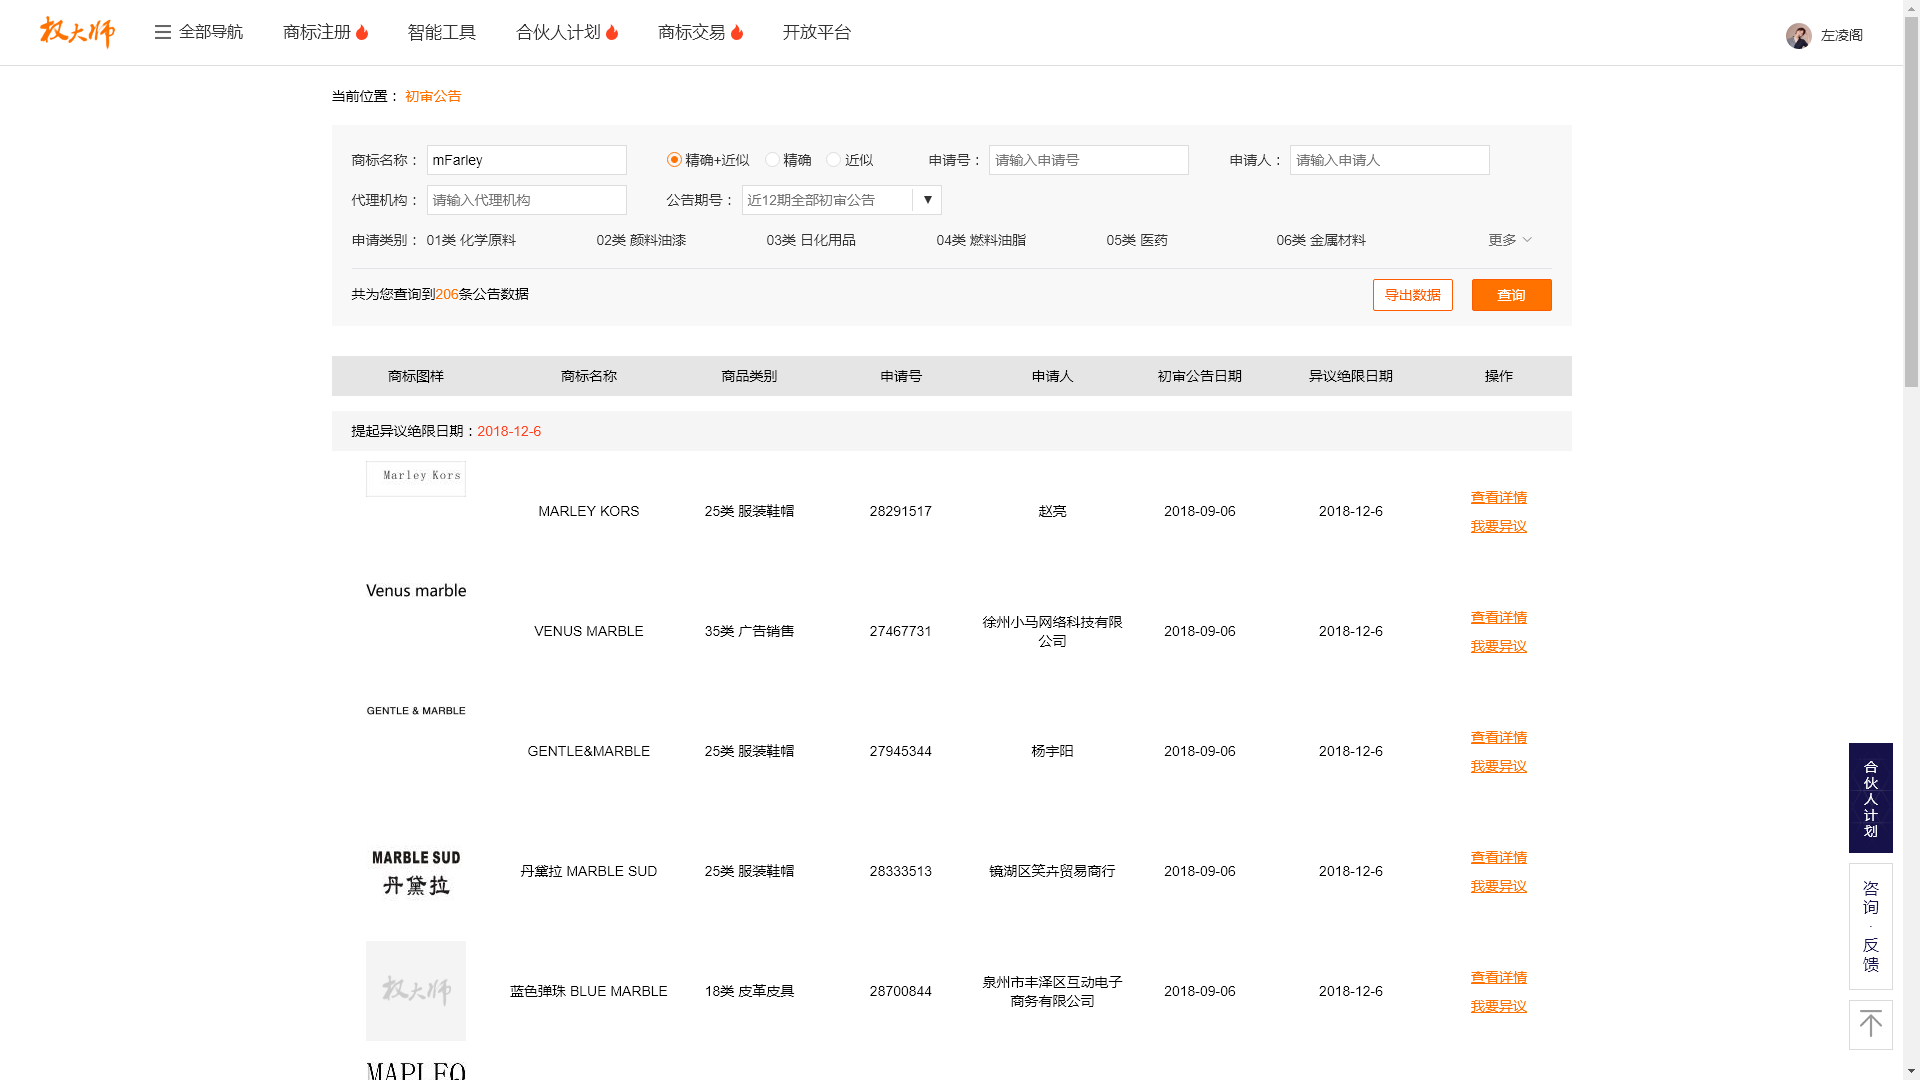 权大师 全部导航 商标注册 智能工具 合伙人计划 商标交易 开放平台 左凌阁
当前位置： 初审公告
商标名称： mFarley 精确+近似 精确 近似 申请号： 请输入申请号 申请人： 请输入申请人
代理机构： 请输入代理机构 公告期号： 近12期全部初审公告 ▼
申请类别： 01类 化学原料 02类 颜料油漆 03类 日化用品 04类 燃料油脂 05类 医药 06类 金属材料 更多
共为您查询到206条公告数据 导出数据 查询
商标图样 商标名称 商品类别 申请号 申请人 初审公告日期 异议绝限日期 操作
提起异议绝限日期：2018-12-6
Marley Kors
MARLEY KORS 25类 服装鞋帽 28291517 赵亮 2018-09-06 2018-12-6 查看详情
我要异议
Venus marble
VENUS MARBLE 35类 广告销售 27467731 徐州小马网络科技有限公司 2018-09-06 2018-12-6 查看详情
我要异议
GENTLE & MARBLE
GENTLE&MARBLE 25类 服装鞋帽 27945344 杨宇阳 2018-09-06 2018-12-6 查看详情
我要异议
MARBLE SUD
丹黛拉
丹黛拉 MARBLE SUD 25类 服装鞋帽 28333513 镜湖区笑卉贸易商行 2018-09-06 2018-12-6 查看详情
我要异议
权大师
蓝色弹珠 BLUE MARBLE 18类 皮革皮具 28700844 泉州市丰泽区互动电子商务有限公司 2018-09-06 2018-12-6 查看详情
我要异议
合伙人计划
咨询·反馈